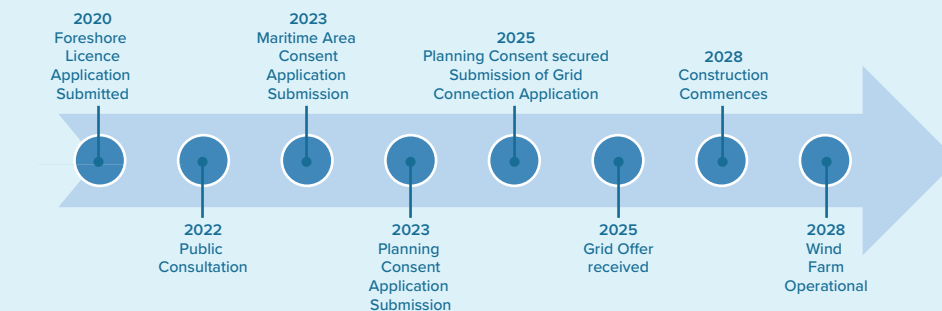 2020
Foreshore
Licence
Application
Submitted
2022
Public
Consultation
2023
Maritime Area
Consent
Application
Submission
2023
Planning
Consent
Application
Submission
2025
Planning Consent secured
Submission of Grid
Connection Application
2025
Grid Offer
received
2028
Construction
Commences
2028
Wind
Farm
Operational